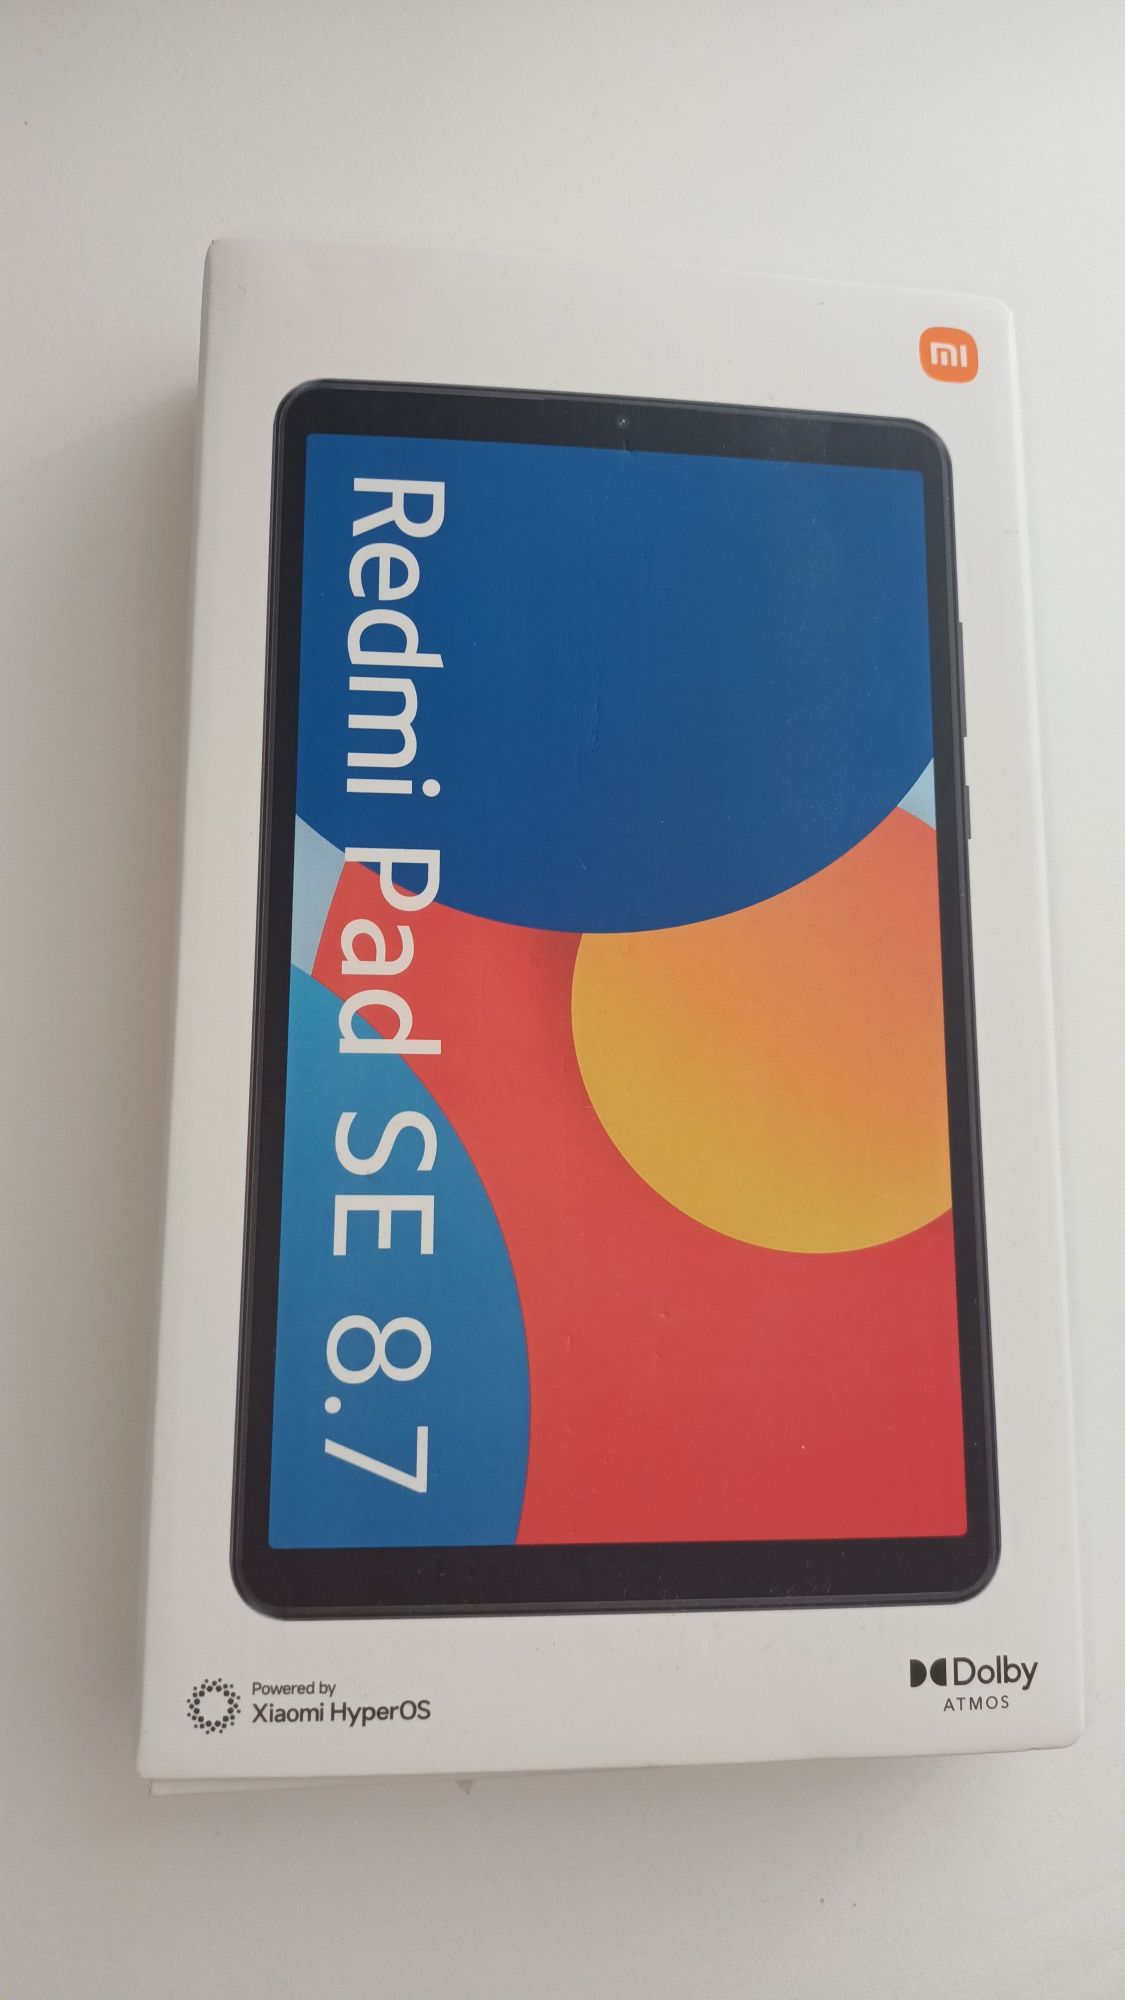 mi
Redmi Pad SE 8.7
Powered by
Xiaomi HyperOS
Dolby
ATMOS